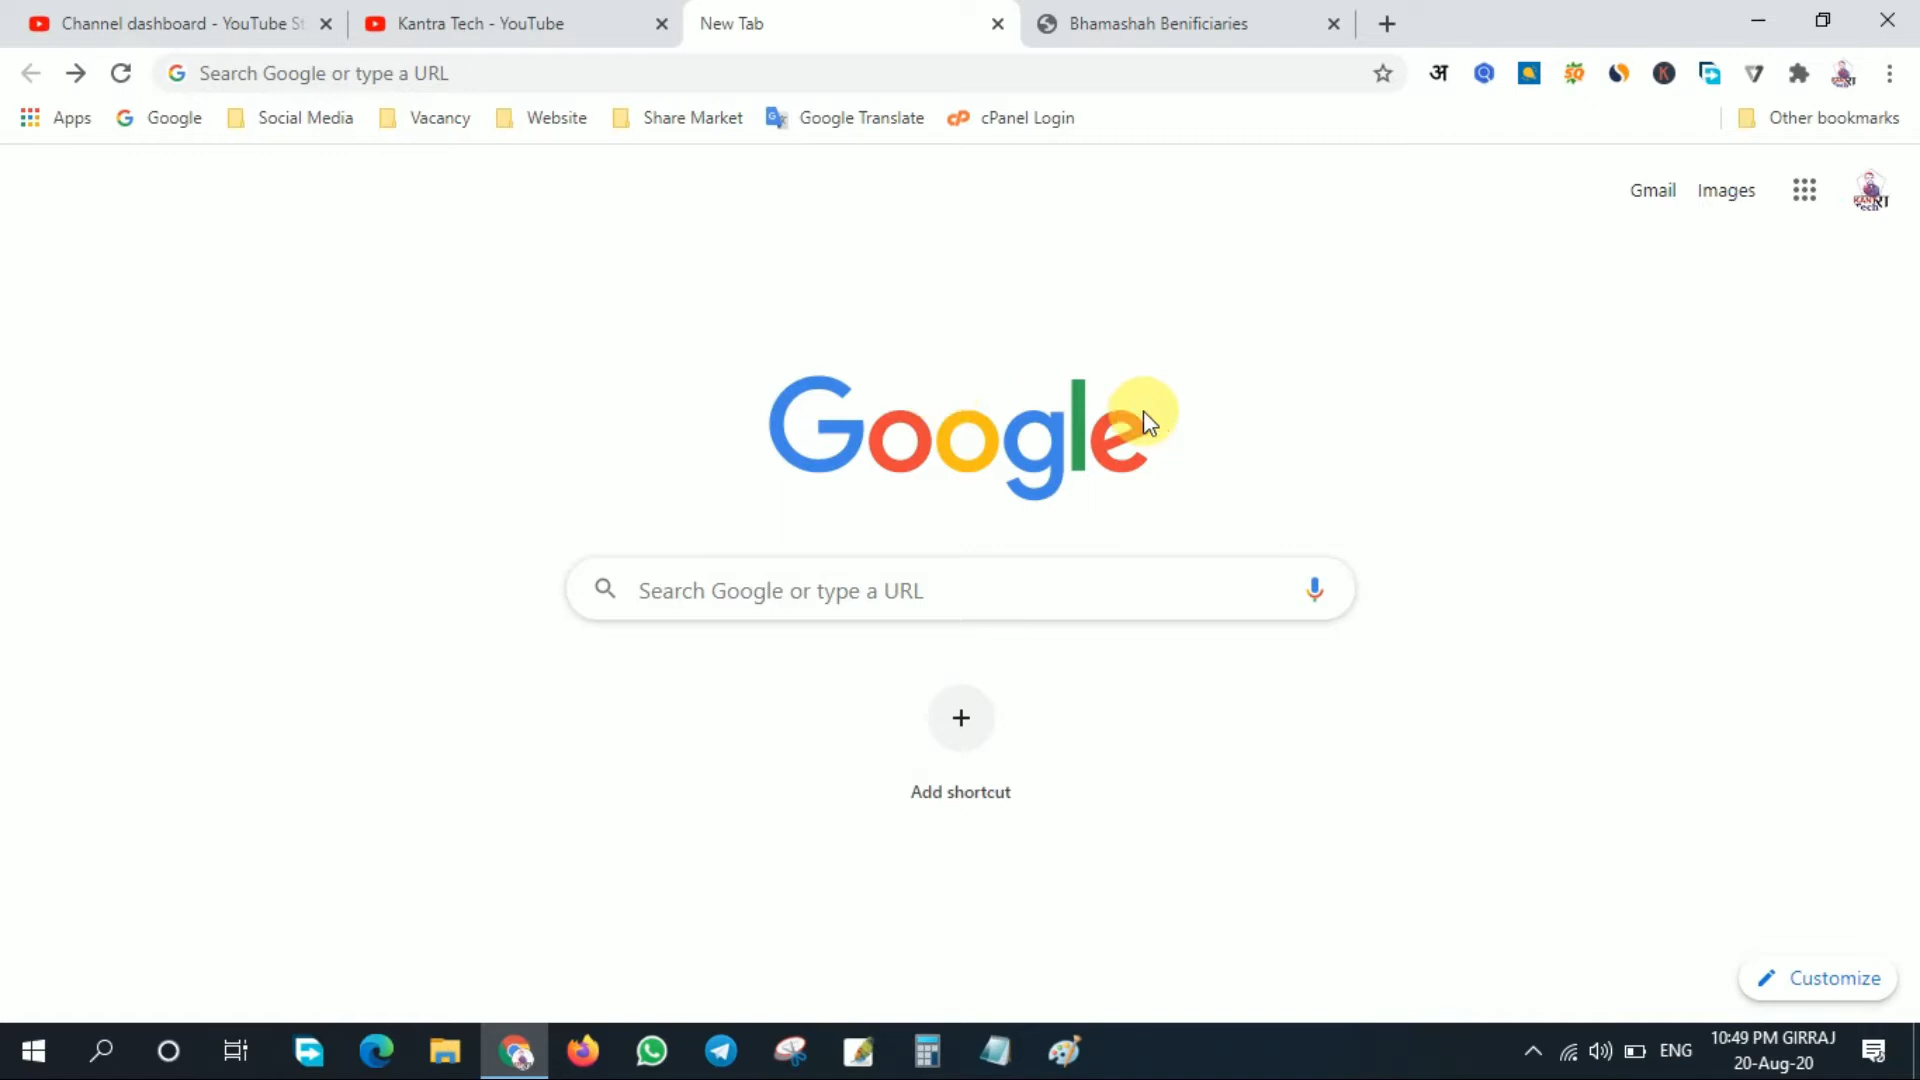 Channel dashboard - YouTube St
Kantra Tech - YouTube
New Tab
Bhamashah Benificiaries
Search Google or type a URL
अ
SQ
K
Apps
Google
Social Media
Vacancy
Website
Share Market
Google Translate
cP cPanel Login
Other bookmarks
Gmail
Images
Google
Search Google or type a URL
Add shortcut
Customize
ENG
10:49 PM GIRRAJ
20-Aug-20